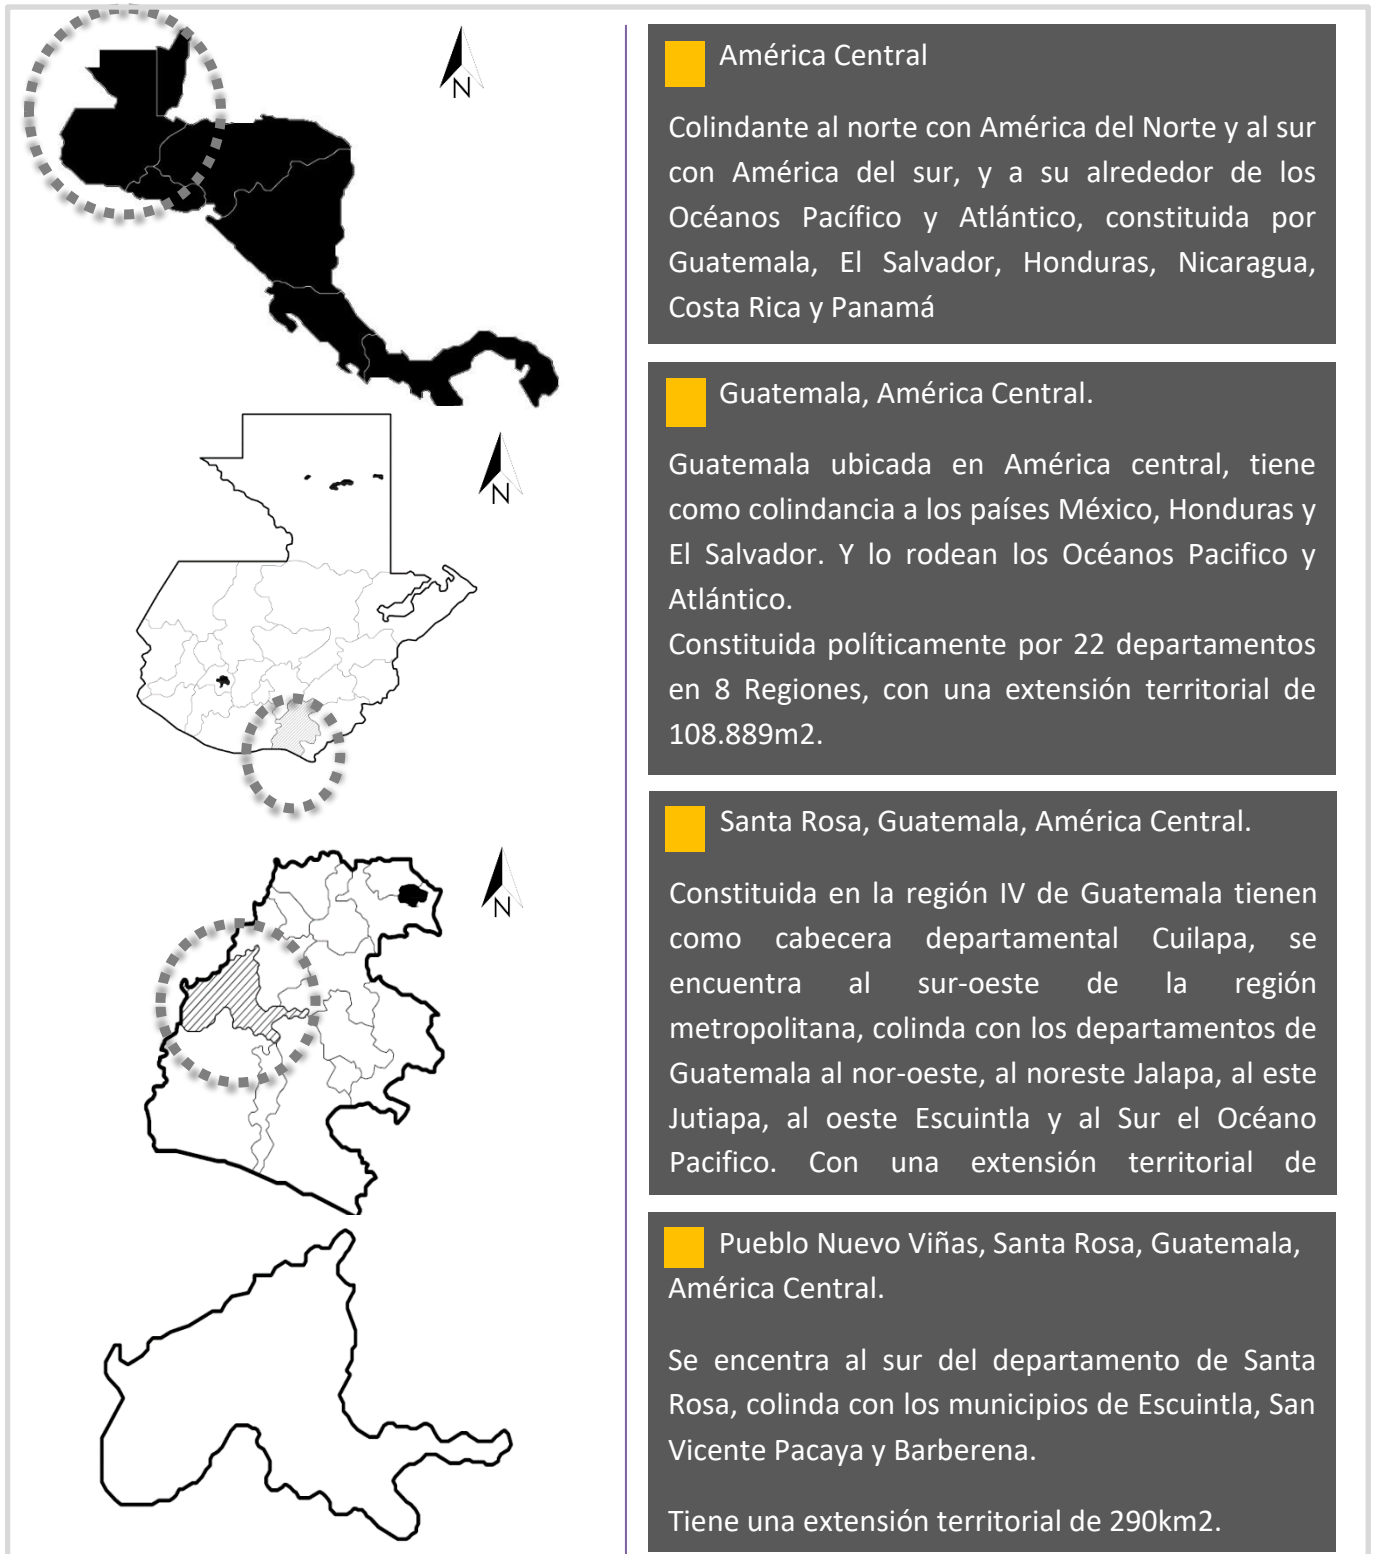 N
América Central
Colindante al norte con América del Norte y al sur
con América del sur, y a su alrededor de los
Océanos Pacífico y Atlántico, constituida por
Guatemala, El Salvador, Honduras, Nicaragua,
Costa Rica y Panamá
N
Guatemala, América Central.
Guatemala ubicada en América central, tiene
como colindancia a los países México, Honduras y
El Salvador. Y lo rodean los Océanos Pacifico y
Atlántico.
Constituida políticamente por 22 departamentos
en 8 Regiones, con una extensión territorial de
108.889m2.
N
Santa Rosa, Guatemala, América Central.
Constituida en la región IV de Guatemala tienen
como cabecera departamental Cuilapa, se
encuentra al sur-oeste de la región
metropolitana, colinda con los departamentos de
Guatemala al nor-oeste, al noreste Jalapa, al este
Jutiapa, al oeste Escuintla y al Sur el Océano
Pacifico. Con una extensión territorial de
Pueblo Nuevo Viñas, Santa Rosa, Guatemala,
América Central.
Se encentra al sur del departamento de Santa
Rosa, colinda con los municipios de Escuintla, San
Vicente Pacaya y Barberena.
Tiene una extensión territorial de 290km2.